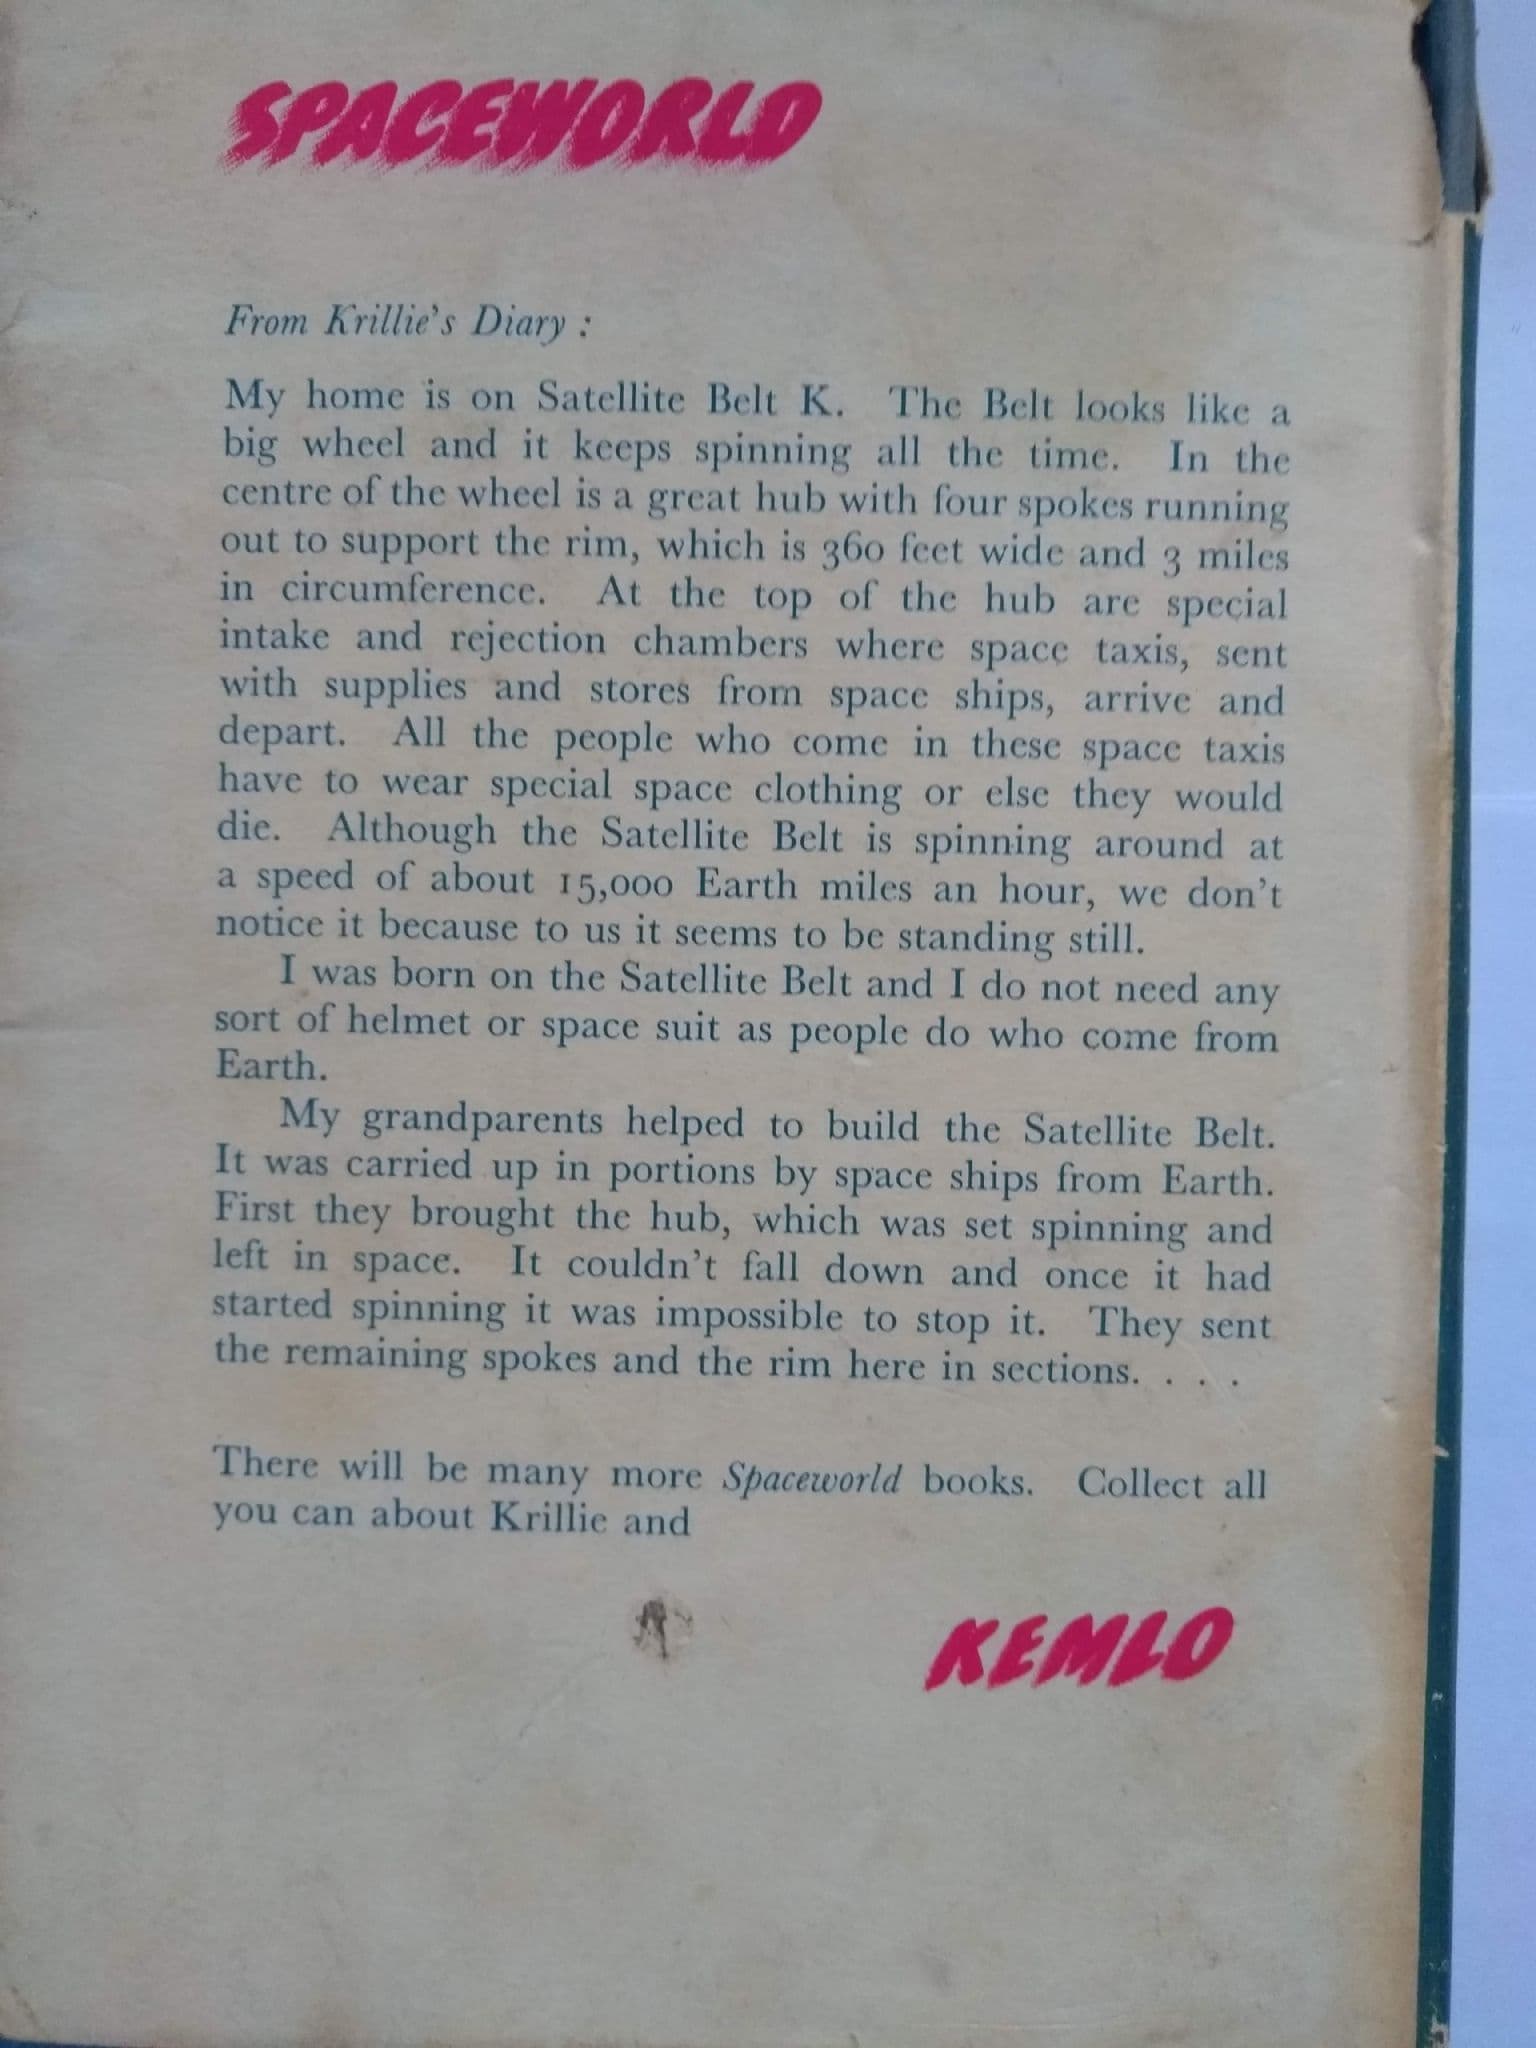 SPACEWORLD
From Krillie's Diary :
My home is on Satellite Belt K. The Belt looks like a
big wheel and it keeps spinning all the time. In the
centre of the wheel is a great hub with four spokes running
out to support the rim, which is 360 feet wide and 3 miles
in circumference. At the top of the hub are special
intake and rejection chambers where space taxis, sent
with supplies and stores from space ships, arrive and
depart. All the people who come in these space taxis
have to wear special space clothing or else they would
die. Although the Satellite Belt is spinning around at
a speed of about 15,000 Earth miles an hour, we don't
notice it because to us it seems to be standing still.
I was born on the Satellite Belt and I do not need any
sort of helmet or space suit as people do who come from
Earth.
My grandparents helped to build the Satellite Belt.
It was carried up in portions by space ships from Earth.
First they brought the hub, which was set spinning and
left in space. It couldn't fall down and once it had
started spinning it was impossible to stop it. They sent
the remaining spokes and the rim here in sections. . . .
There will be many more Spaceworld books. Collect all
you can about Krillie and
KEMLO